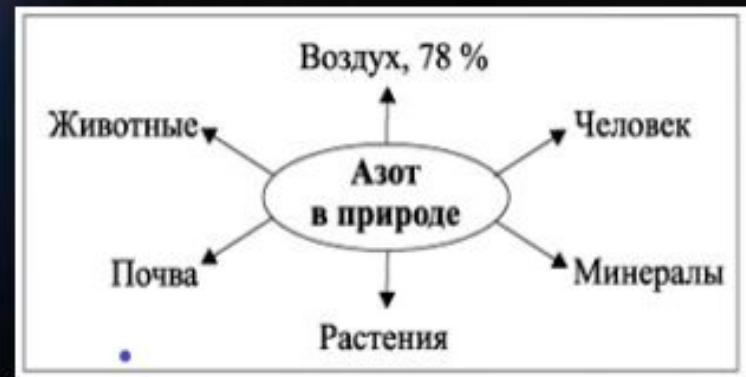 Воздух, 78 %
Животные
Человек
Азот
в природе
Почва
Минералы
Растения